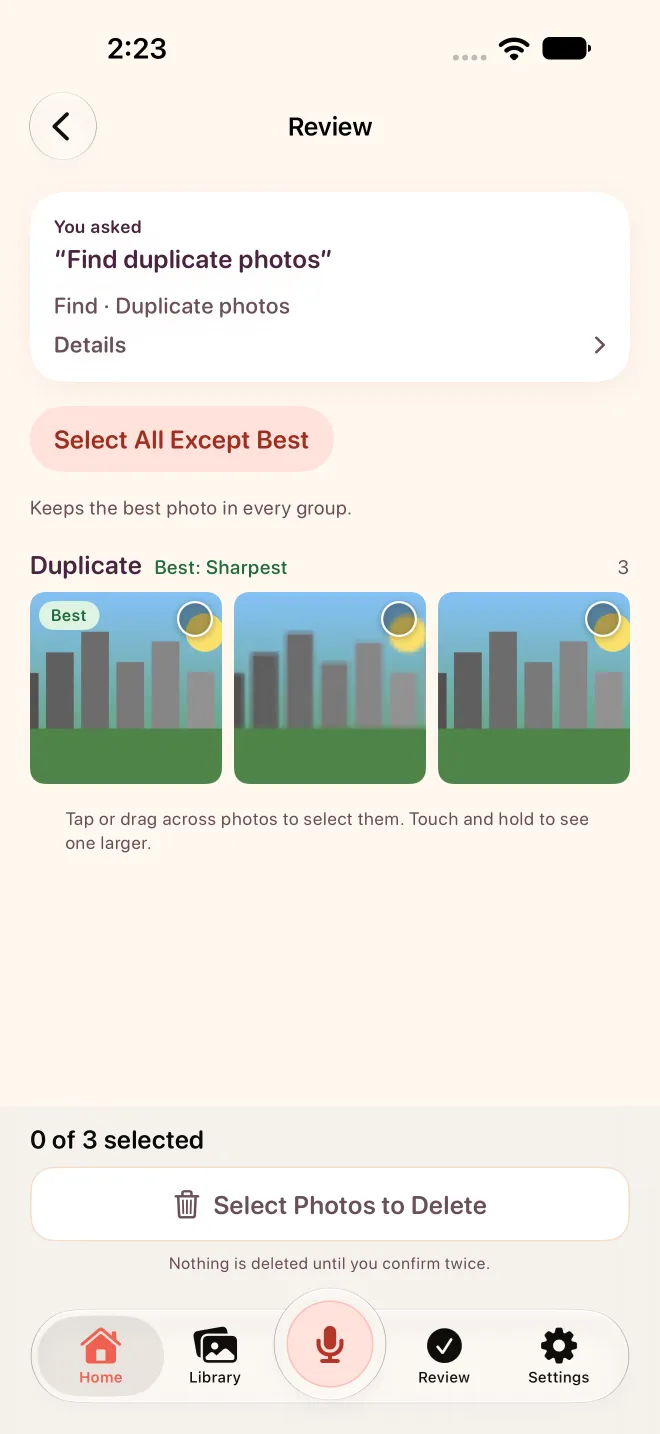 2:23
Review
You asked
“Find duplicate photos”
Find · Duplicate photos
Details
Select All Except Best
Keeps the best photo in every group.
Duplicate Best: Sharpest 3
Best
Tap or drag across photos to select them. Touch and hold to see
one larger.
0 of 3 selected
Select Photos to Delete
Nothing is deleted until you confirm twice.
Home Library Review Settings